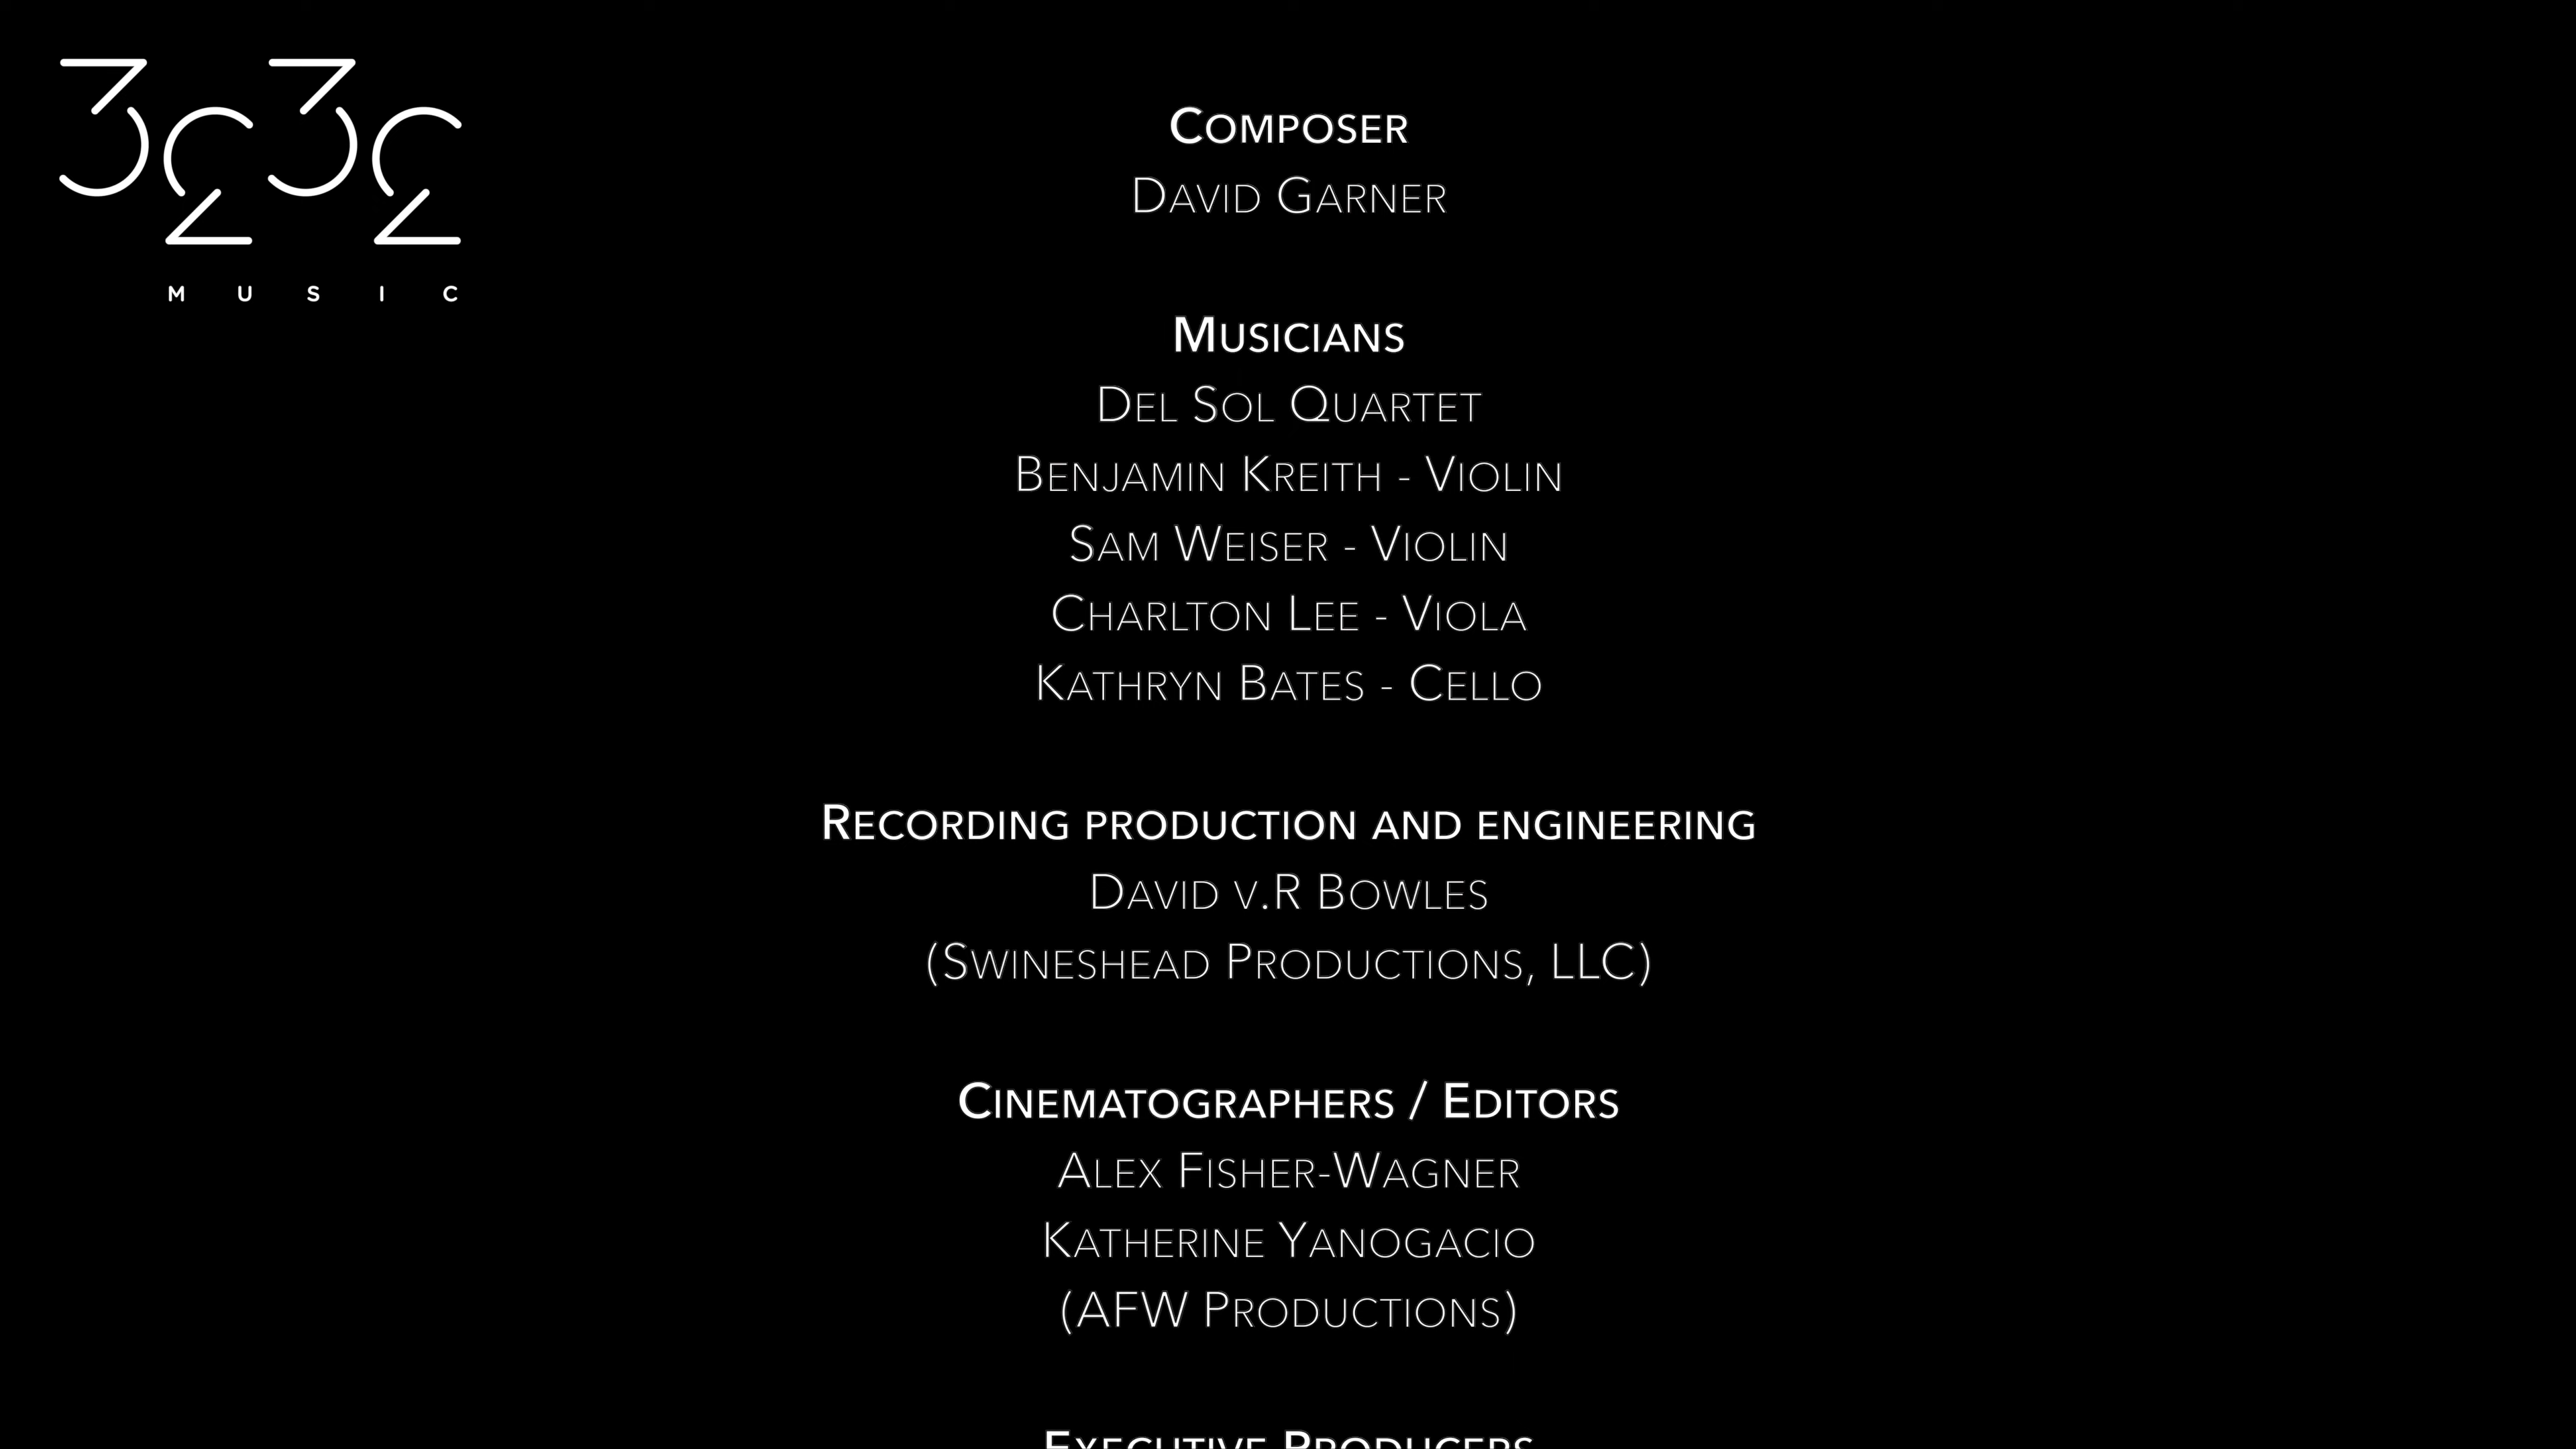 3232
MUSIC
Composer
David Garner
Musicians
Del Sol Quartet
Benjamin Kreith - Violin
Sam Weiser - Violin
Charlton Lee - Viola
Kathryn Bates - Cello
Recording production and engineering
David v.R Bowles
(Swineshead Productions, LLC)
Cinematographers / Editors
Alex Fisher-Wagner
Katherine Yanogacio
(AFW Productions)
Executive Producers